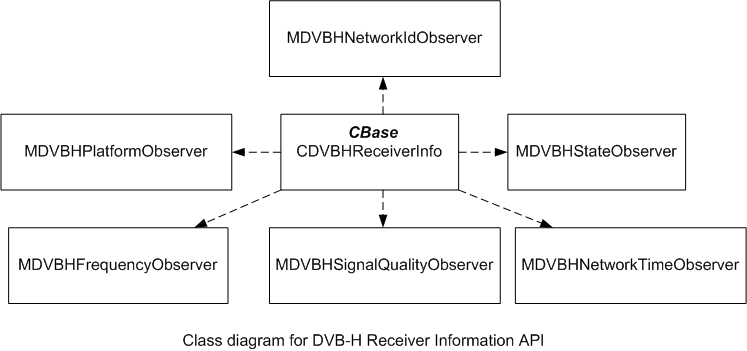 MDVBHNetworkIdObserver
CBase
CDVBHReceiverInfo
MDVBHPlatformObserver
MDVBHStateObserver
MDVBHFrequencyObserver
MDVBHSignalQualityObserver
MDVBHNetworkTimeObserver
Class diagram for DVB-H Receiver Information API